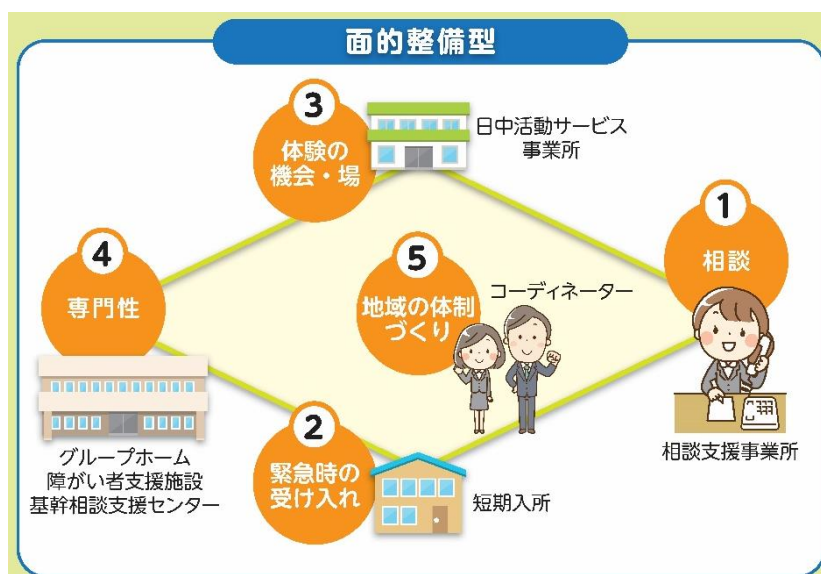 面的整備型
3
体験の
機会・場
日中活動サービス
事業所
1
相談
相談支援事業所
4
専門性
グループホーム
障がい者支援施設
基幹相談支援センター
5
地域の体制
づくり
コーディネーター
2
緊急時の
受け入れ
短期入所